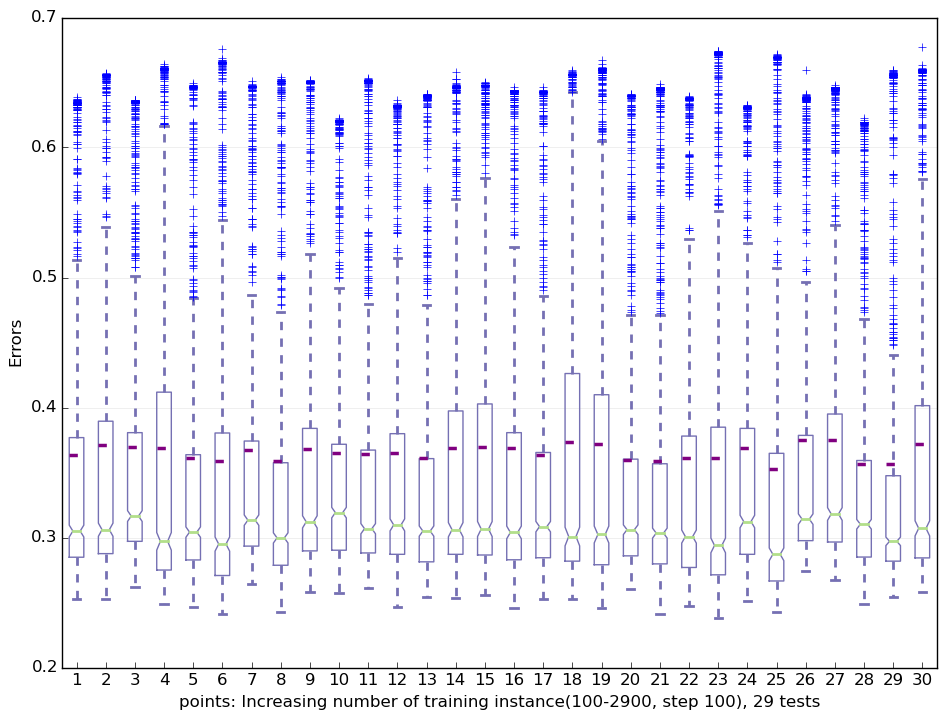 0.7
0.6
0.5
0.4
0.3
0.2
Errors
1 2 3 4 5 6 7 8 9 10 11 12 13 14 15 16 17 18 19 20 21 22 23 24 25 26 27 28 29 30
points: Increasing number of training instance(100-2900, step 100), 29 tests